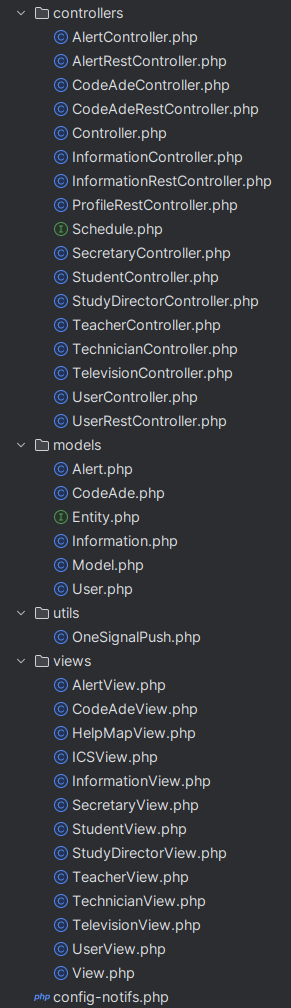 controllers
C AlertController.php
C AlertRestController.php
C CodeAdeController.php
C CodeAdeRestController.php
C Controller.php
C InformationController.php
C InformationRestController.php
C ProfileRestController.php
I Schedule.php
C SecretaryController.php
C StudentController.php
C StudyDirectorController.php
C TeacherController.php
C TechnicianController.php
C TelevisionController.php
C UserController.php
C UserRestController.php
models
C Alert.php
C CodeAde.php
I Entity.php
C Information.php
C Model.php
C User.php
utils
C OneSignalPush.php
views
C AlertView.php
C CodeAdeView.php
C HelpMapView.php
C ICSView.php
C InformationView.php
C SecretaryView.php
C StudentView.php
C StudyDirectorView.php
C TeacherView.php
C TechnicianView.php
C TelevisionView.php
C UserView.php
C View.php
php config-notifs.php